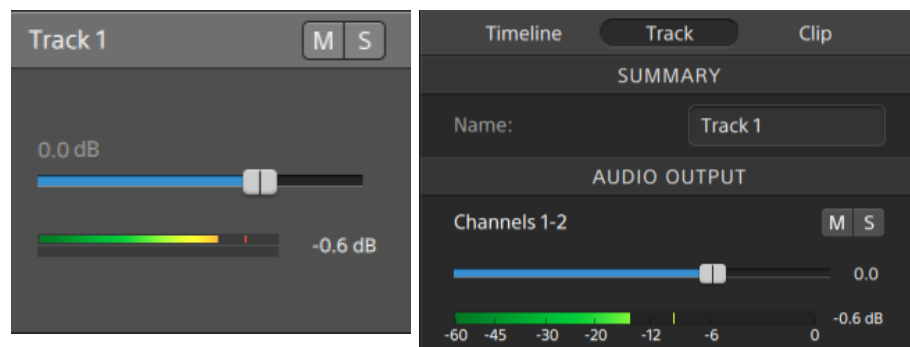 Track 1 M S
0.0 dB
-0.6 dB
Timeline Track Clip
SUMMARY
Name: Track 1
AUDIO OUTPUT
Channels 1-2 M S
0.0
-0.6 dB
-60 -45 -30 -20 -12 -6 0